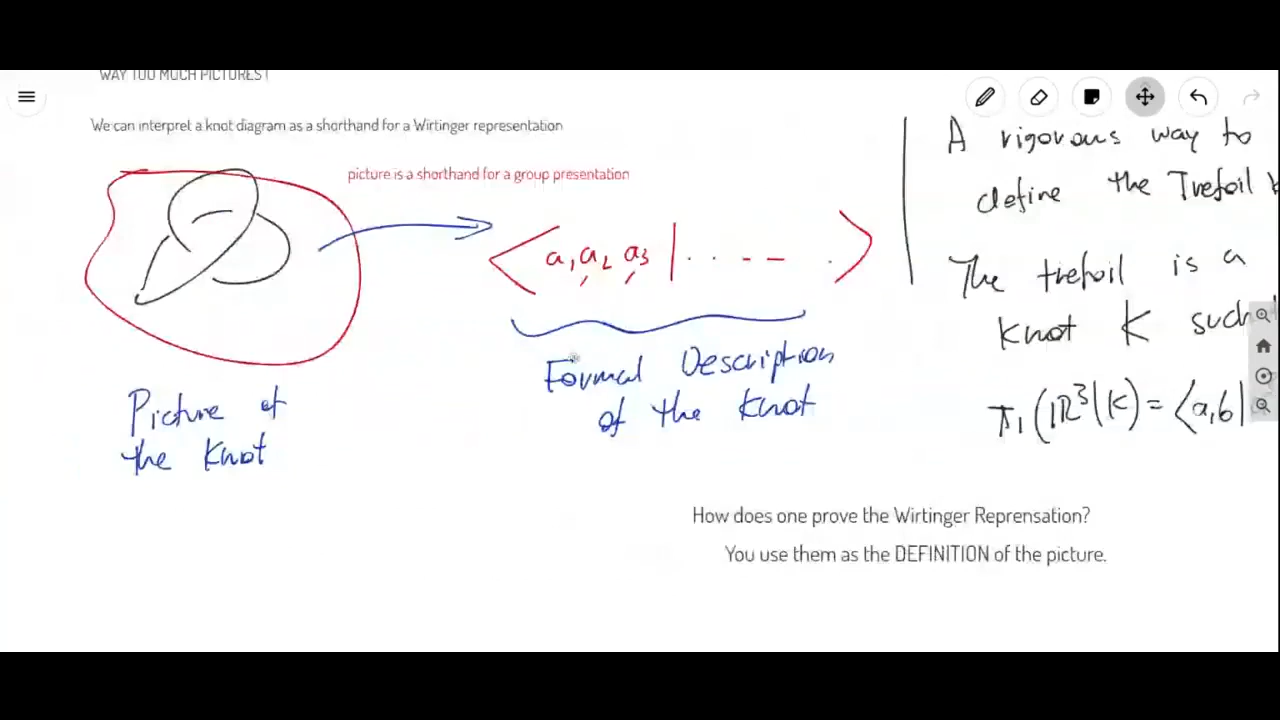 WAY TOO MUCH PICTURES!
We can interpret a knot diagram as a shorthand for a Wirtinger representation
picture is a shorthand for a group presentation
< a₁ a₂ a₃ | . . - - . >
Formal Description
of the Knot
Picture of
the Knot
A rigorous way to
define the Trefoil
The trefoil is a
Knot K such
π₁(ℝ³\K) = <a,b|
How does one prove the Wirtinger Reprensation?
You use them as the DEFINITION of the picture.